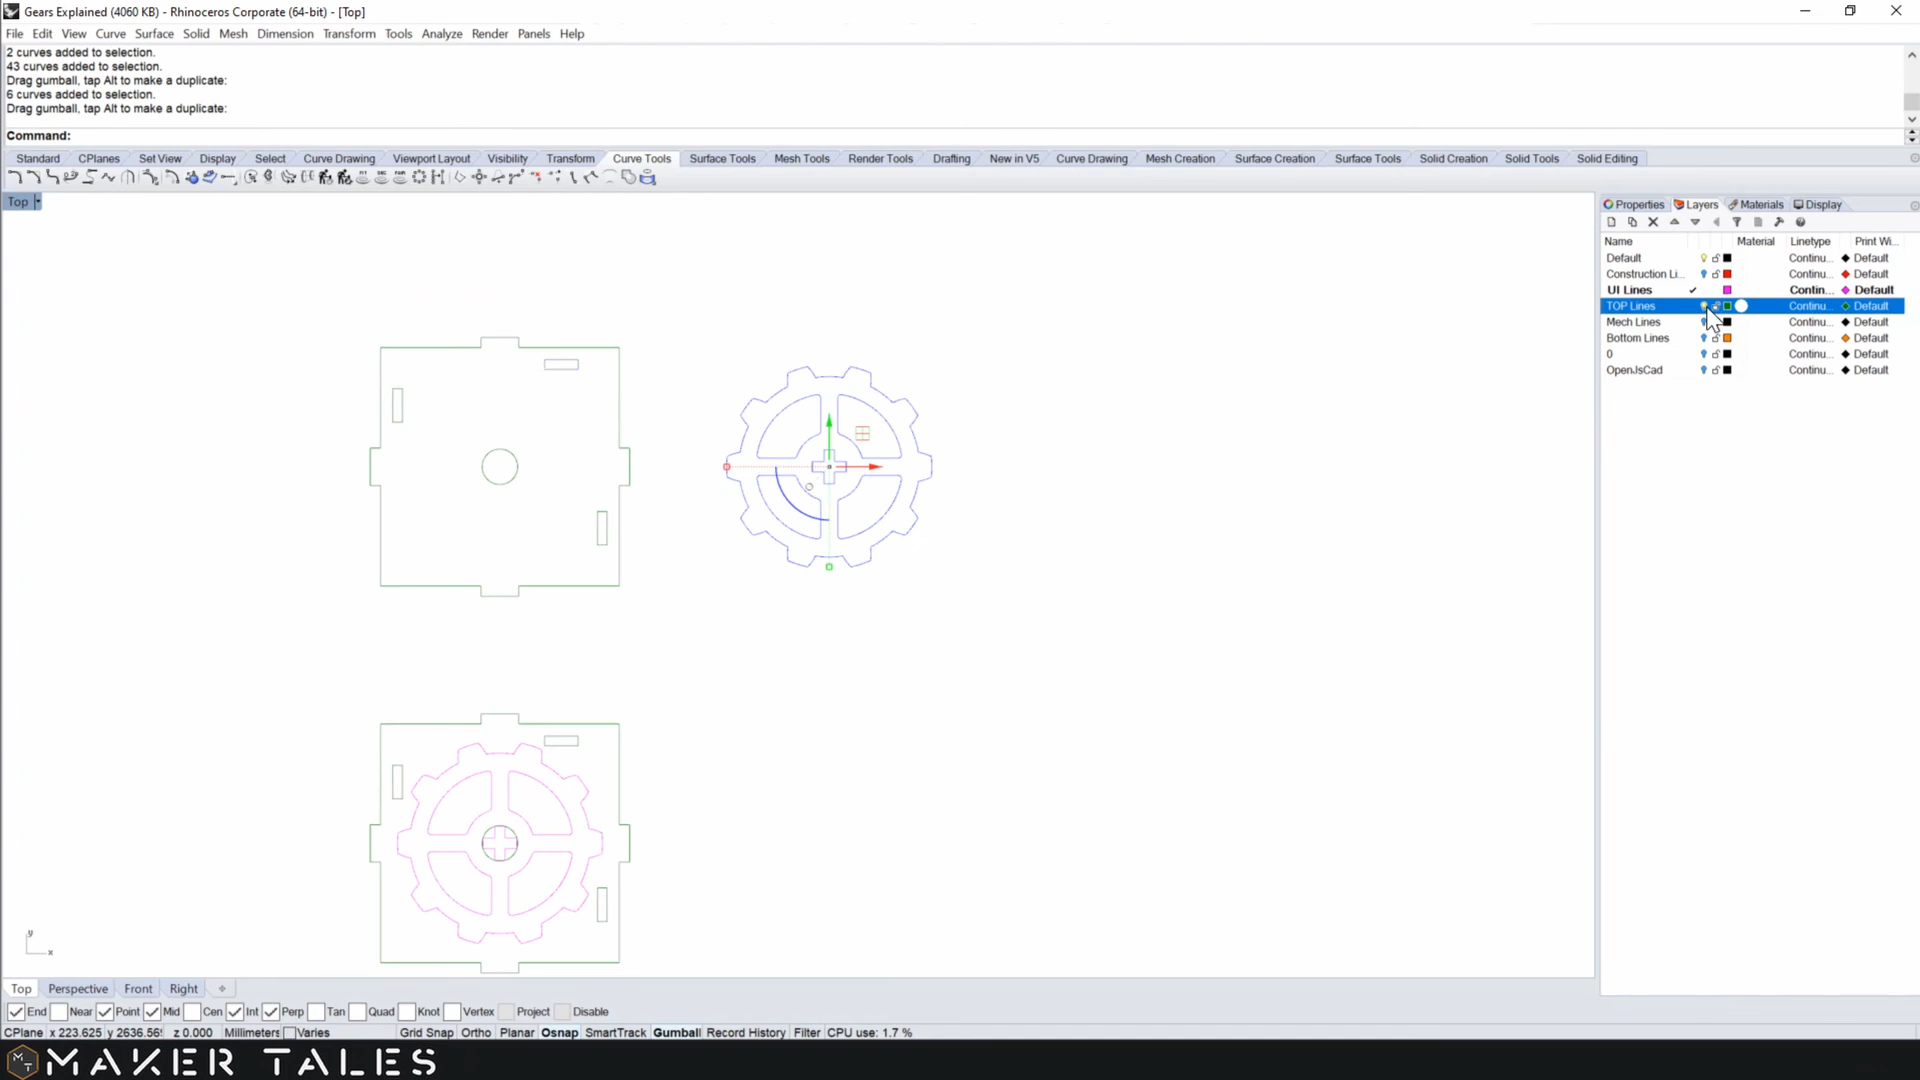 Gears Explained (4060 KB) - Rhinoceros Corporate (64-bit) - [Top]
File Edit View Curve Surface Solid Mesh Dimension Transform Tools Analyze Render Panels Help
2 curves added to selection.
43 curves added to selection.
Drag gumball, tap Alt to make a duplicate:
6 curves added to selection.
Drag gumball, tap Alt to make a duplicate:
Command:
Standard CPlanes Set View Display Select Curve Drawing Viewport Layout Visibility Transform Curve Tools Surface Tools Mesh Tools Render Tools Drafting New in V5 Curve Drawing Mesh Creation Surface Creation Surface Tools Solid Creation Solid Tools Solid Editing
Top
Properties Layers Materials Display
Name Material Linetype Print Wi...
Default Continu... Default
Construction Li... Continu... Default
UI Lines Contin... Default
TOP Lines Continu... Default
Mech Lines Continu... Default
Bottom Lines Continu... Default
0 Continu... Default
OpenJsCad Continu... Default
y
x
Top Perspective Front Right
End Near Point Mid Cen Int Perp Tan Quad Knot Vertex Project Disable
CPlane x 223.625 y 2636.56 z 0.000 Millimeters Varies Grid Snap Ortho Planar Osnap SmartTrack Gumball Record History Filter CPU use: 1.7 %
MT MAKER TALES